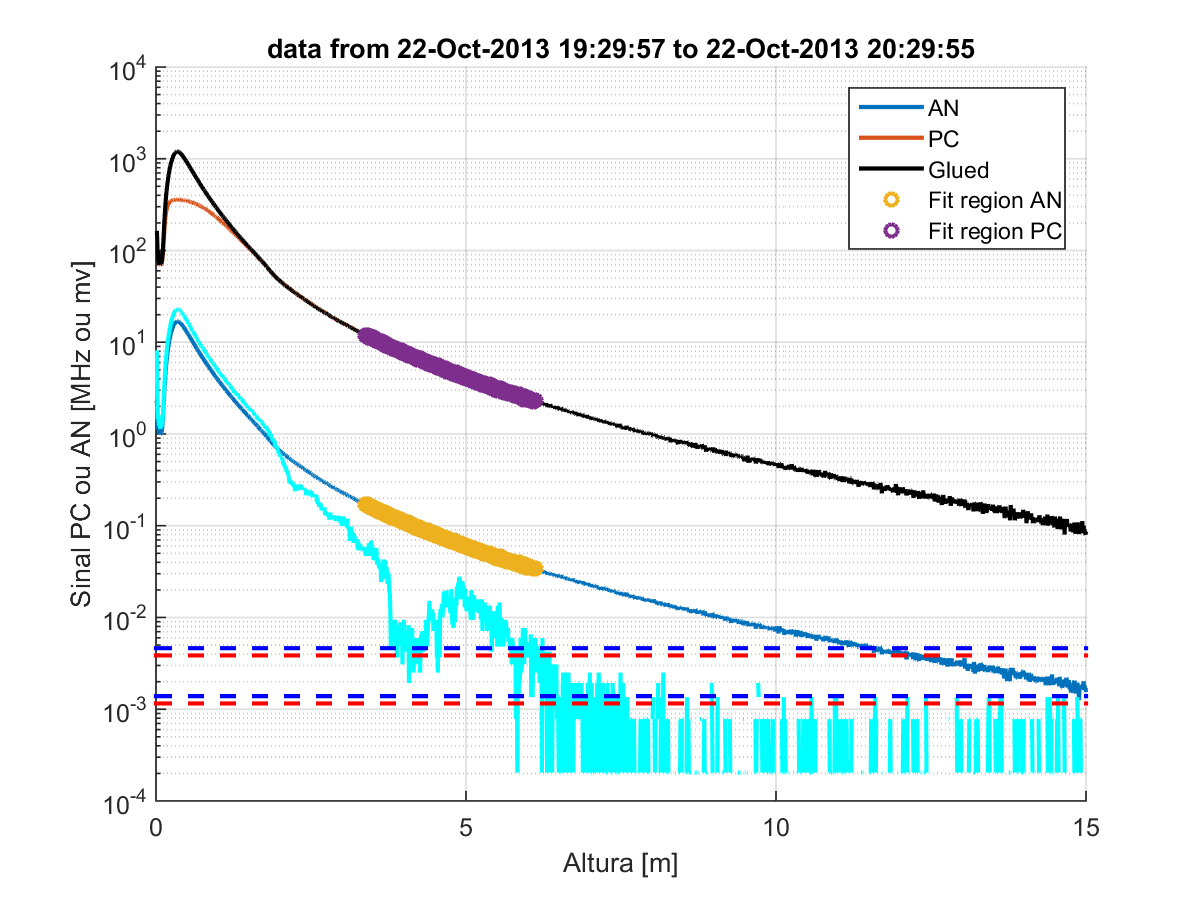 data from 22-Oct-2013 19:29:57 to 22-Oct-2013 20:29:55
10^4
10^3
10^2
10^1
10^0
10^-1
10^-2
10^-3
10^-4
Sinal PC ou AN [MHz ou mv]
AN
PC
Glued
Fit region AN
Fit region PC
0
5
10
15
Altura [m]